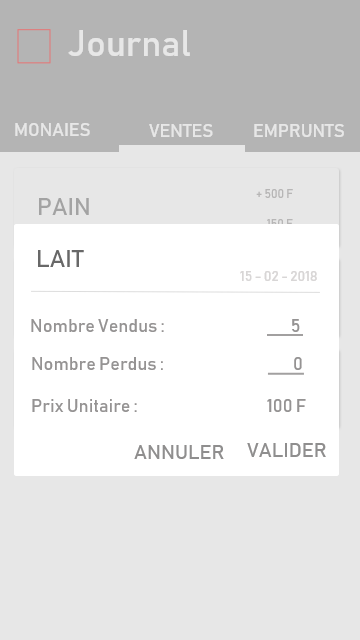 Journal
MONAIES VENTES EMPRUNTS
PAIN
+ 500 F
150 F
LAIT
15 - 02 - 2018
Nombre Vendus : 5
Nombre Perdus : 0
Prix Unitaire : 100 F
ANNULER VALIDER